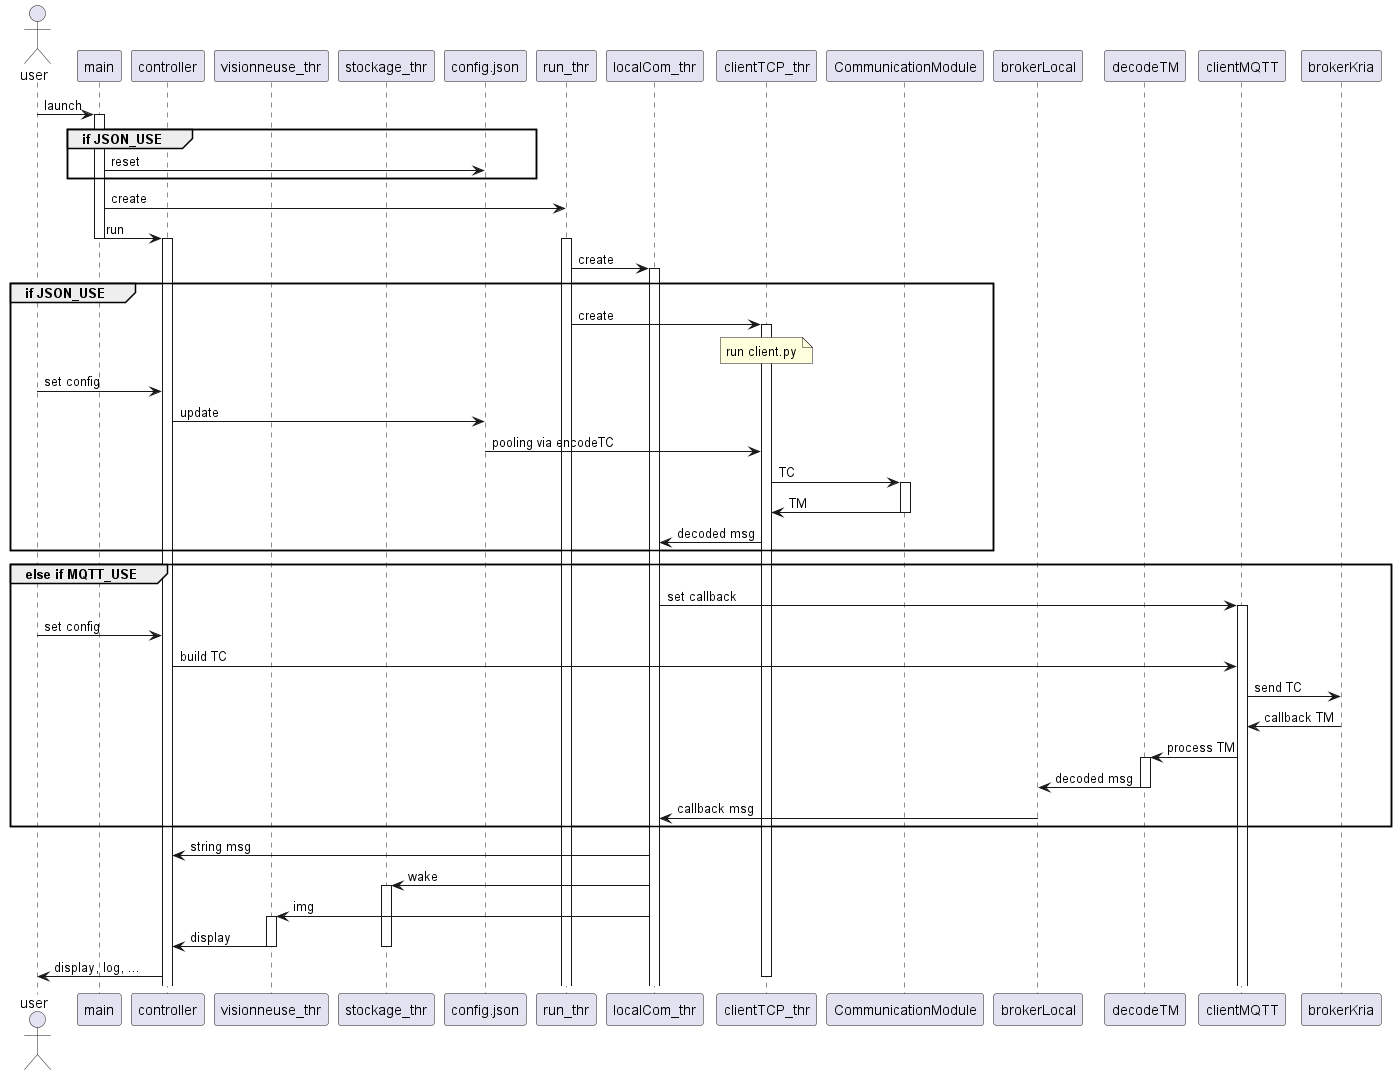 user
main
controller
visionneuse_thr
stockage_thr
config.json
run_thr
localCom_thr
clientTCP_thr
CommunicationModule
brokerLocal
decodeTM
clientMQTT
brokerKria
launch
if JSON_USE
reset
create
run
create
if JSON_USE
create
run client.py
set config
update
pooling via encodeTC
TC
TM
decoded msg
else if MQTT_USE
set callback
set config
build TC
send TC
callback TM
process TM
decoded msg
callback msg
string msg
wake
img
display
display, log, ...
user
main
controller
visionneuse_thr
stockage_thr
config.json
run_thr
localCom_thr
clientTCP_thr
CommunicationModule
brokerLocal
decodeTM
clientMQTT
brokerKria